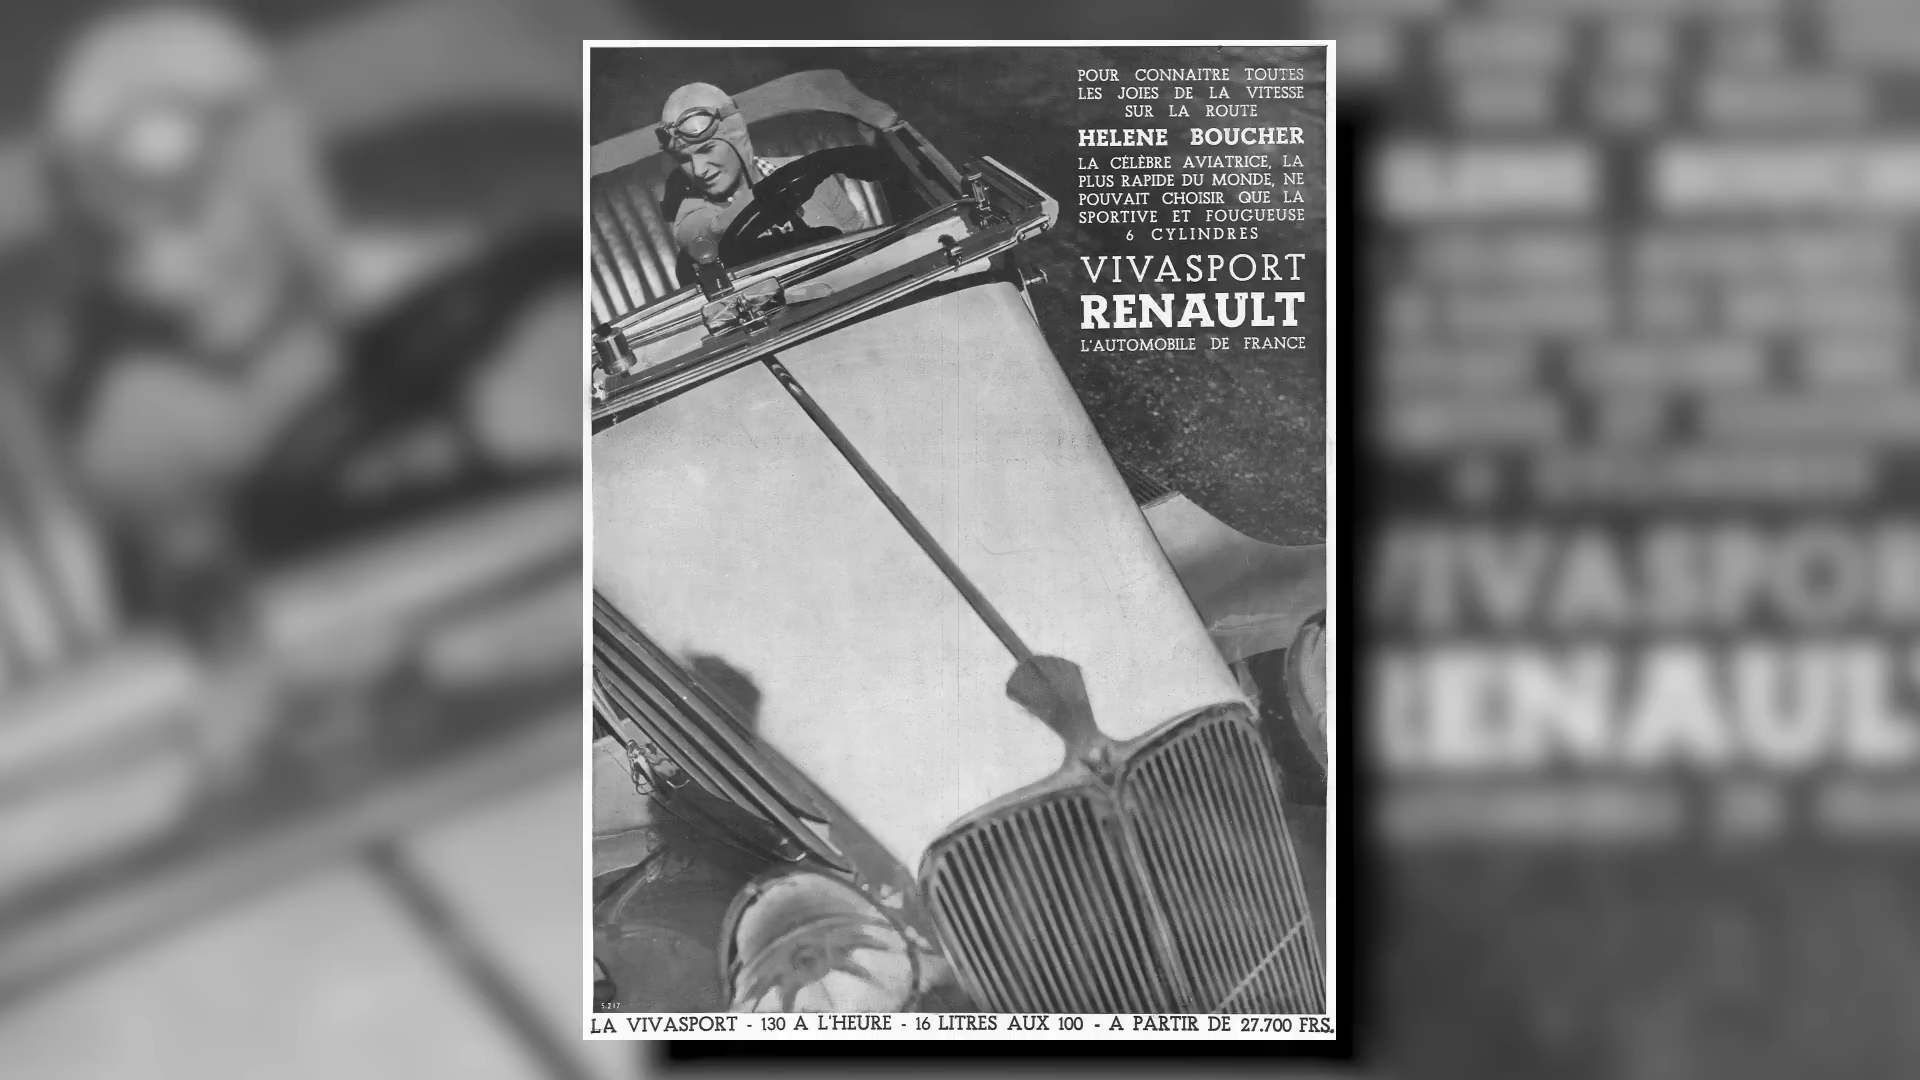 POUR CONNAITRE TOUTES
LES JOIES DE LA VITESSE
SUR LA ROUTE
HELENE BOUCHER
LA CÉLÈBRE AVIATRICE, LA
PLUS RAPIDE DU MONDE, NE
POUVAIT CHOISIR QUE LA
SPORTIVE ET FOUGUEUSE
6 CYLINDRES
VIVASPORT
RENAULT
L'AUTOMOBILE DE FRANCE
S.217
LA VIVASPORT - 130 A L'HEURE - 16 LITRES AUX 100 - A PARTIR DE 27.700 FRS.